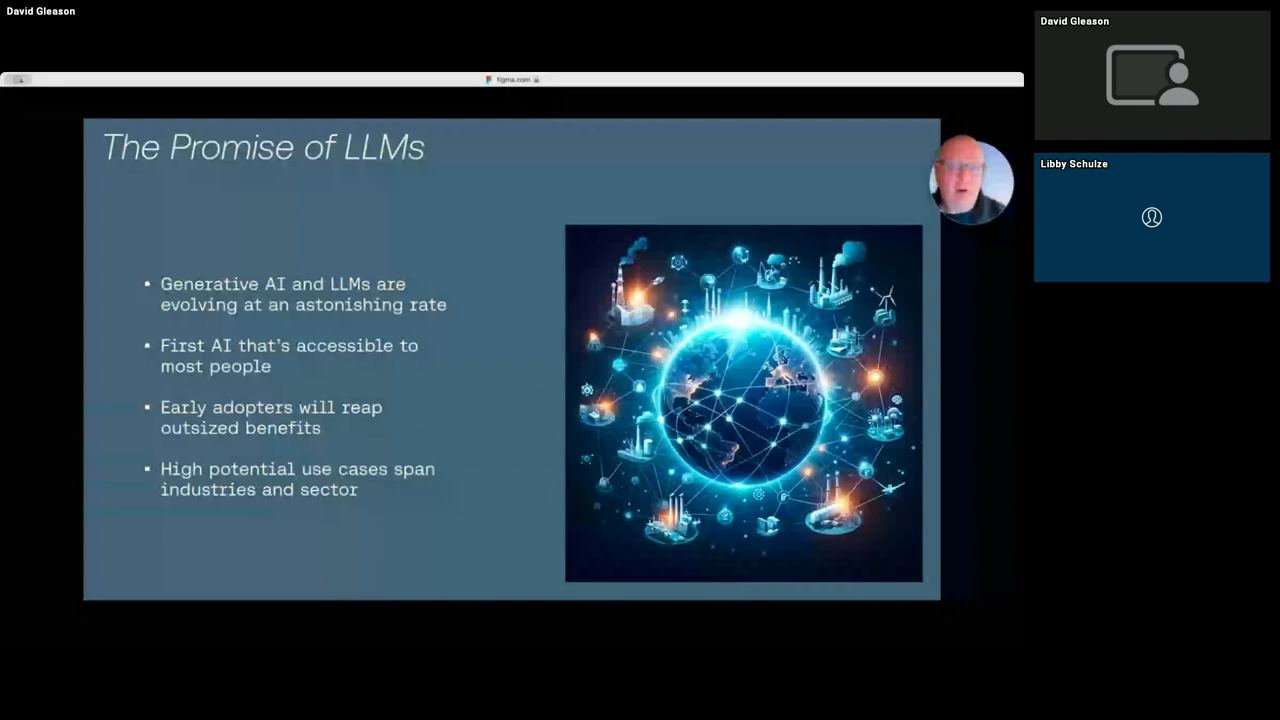 David Gleason
figma.com
The Promise of LLMs
• Generative AI and LLMs are
evolving at an astonishing rate
• First AI that's accessible to
most people
• Early adopters will reap
outsized benefits
• High potential use cases span
industries and sector
David Gleason
Libby Schulze